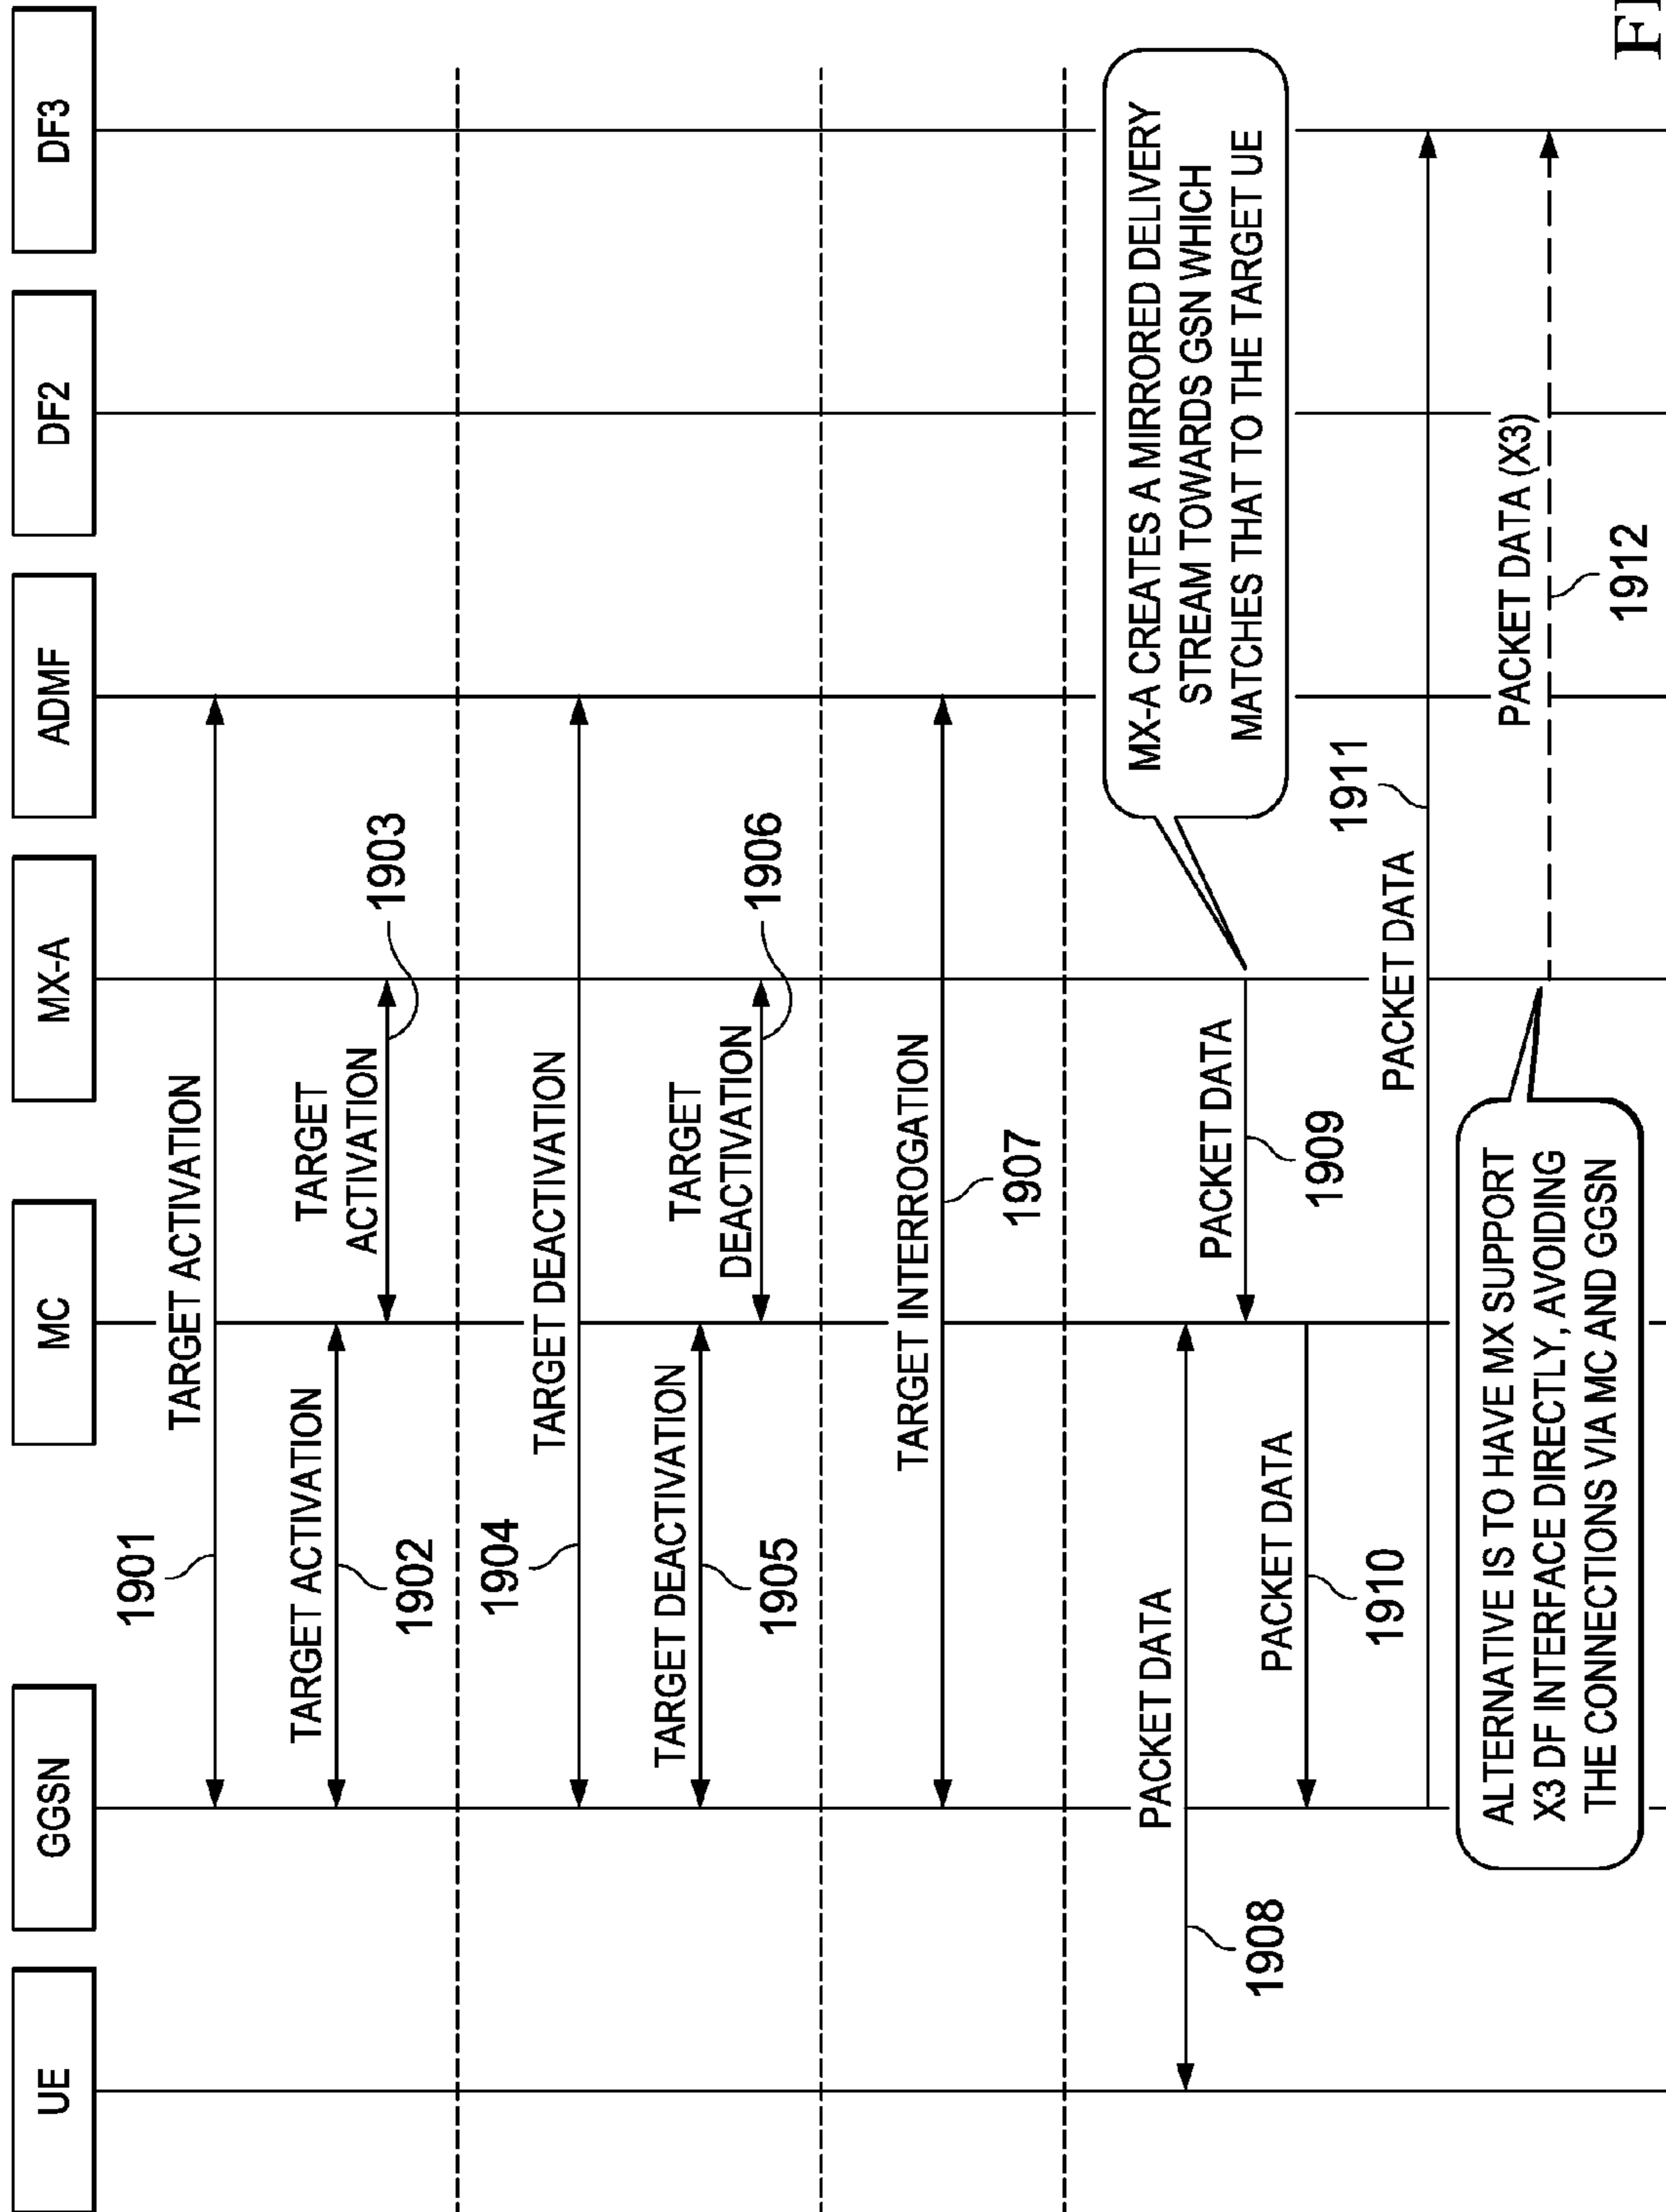 UE
GGSN
MC
MX-A
ADMF
DF2
DF3
1901
TARGET ACTIVATION
TARGET ACTIVATION
1902
TARGET
ACTIVATION
1903
1904
TARGET DEACTIVATION
TARGET DEACTIVATION
1905
TARGET
DEACTIVATION
1906
TARGET INTERROGATION
1907
MX-A CREATES A MIRRORED DELIVERY
STREAM TOWARDS GSN WHICH
MATCHES THAT TO THE TARGET UE
PACKET DATA
1908
PACKET DATA
1909
PACKET DATA
1910
PACKET DATA
1911
ALTERNATIVE IS TO HAVE MX SUPPORT
X3 DF INTERFACE DIRECTLY, AVOIDING
THE CONNECTIONS VIA MC AND GGSN
PACKET DATA (X3)
1912